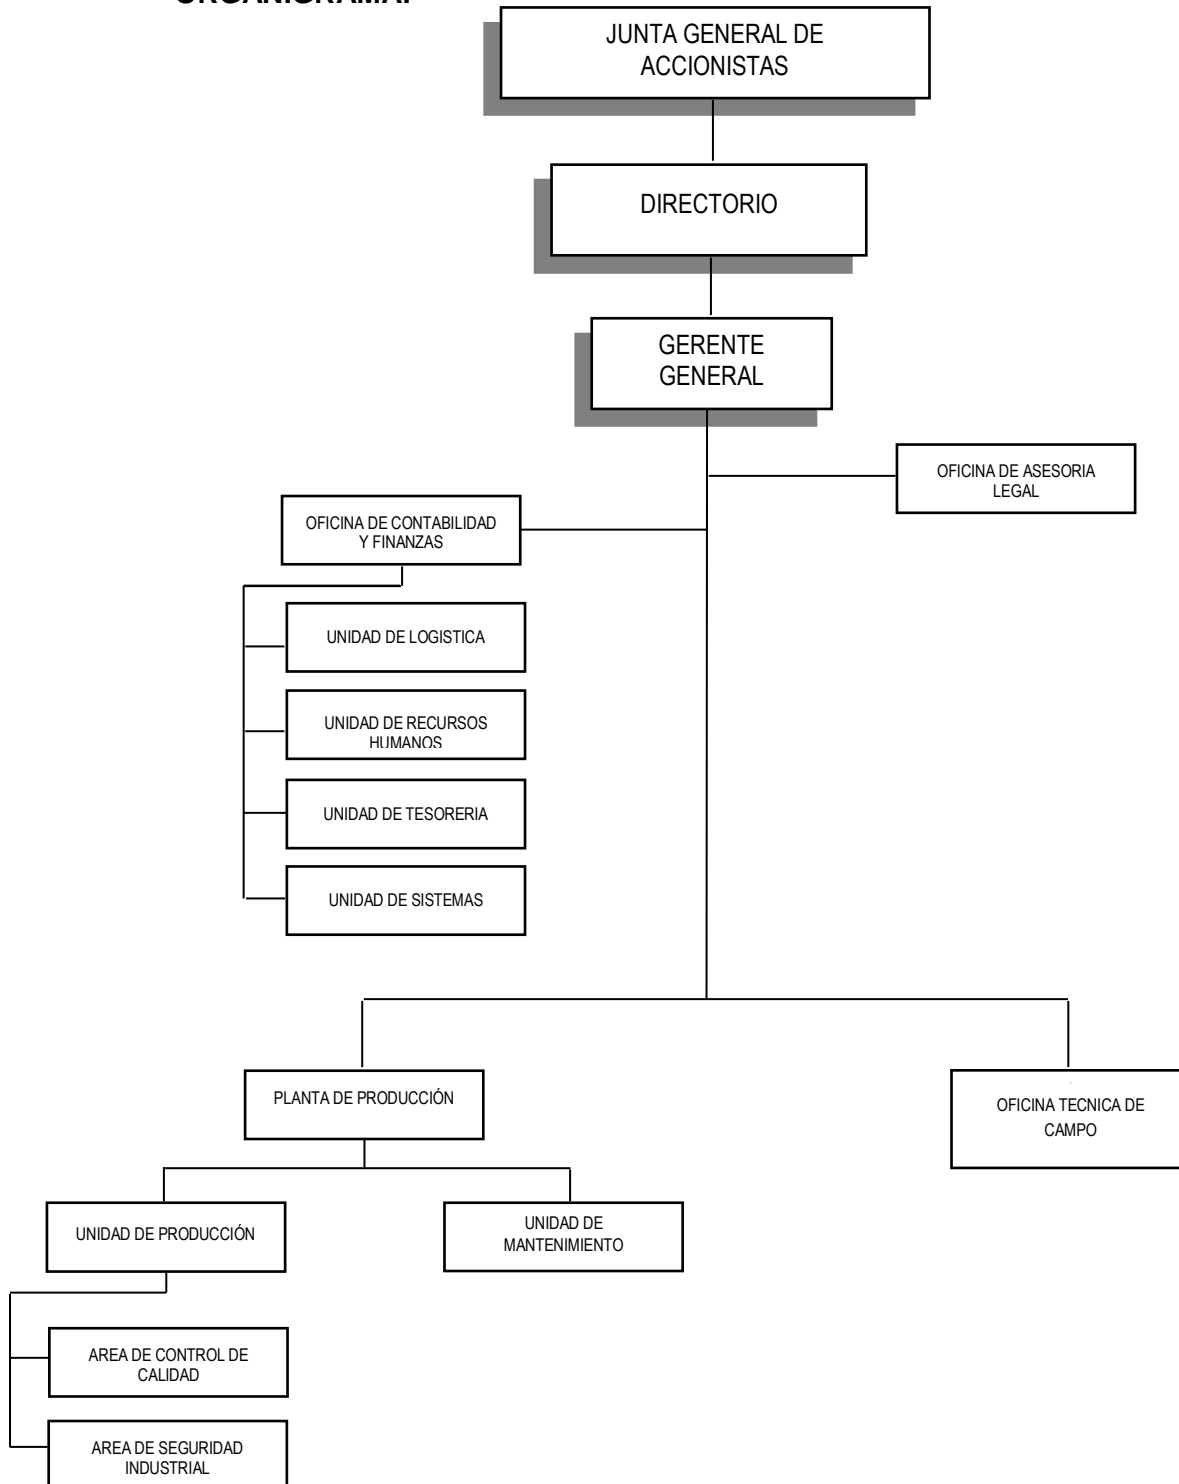 ORGANIGRAMA:
JUNTA GENERAL DE
ACCIONISTAS
DIRECTORIO
GERENTE
GENERAL
OFICINA DE ASESORIA
LEGAL
OFICINA DE CONTABILIDAD
Y FINANZAS
UNIDAD DE LOGISTICA
UNIDAD DE RECURSOS
HUMANOS
UNIDAD DE TESORERIA
UNIDAD DE SISTEMAS
PLANTA DE PRODUCCIÓN
OFICINA TECNICA DE
CAMPO
UNIDAD DE PRODUCCIÓN
UNIDAD DE
MANTENIMIENTO
AREA DE CONTROL DE
CALIDAD
AREA DE SEGURIDAD
INDUSTRIAL